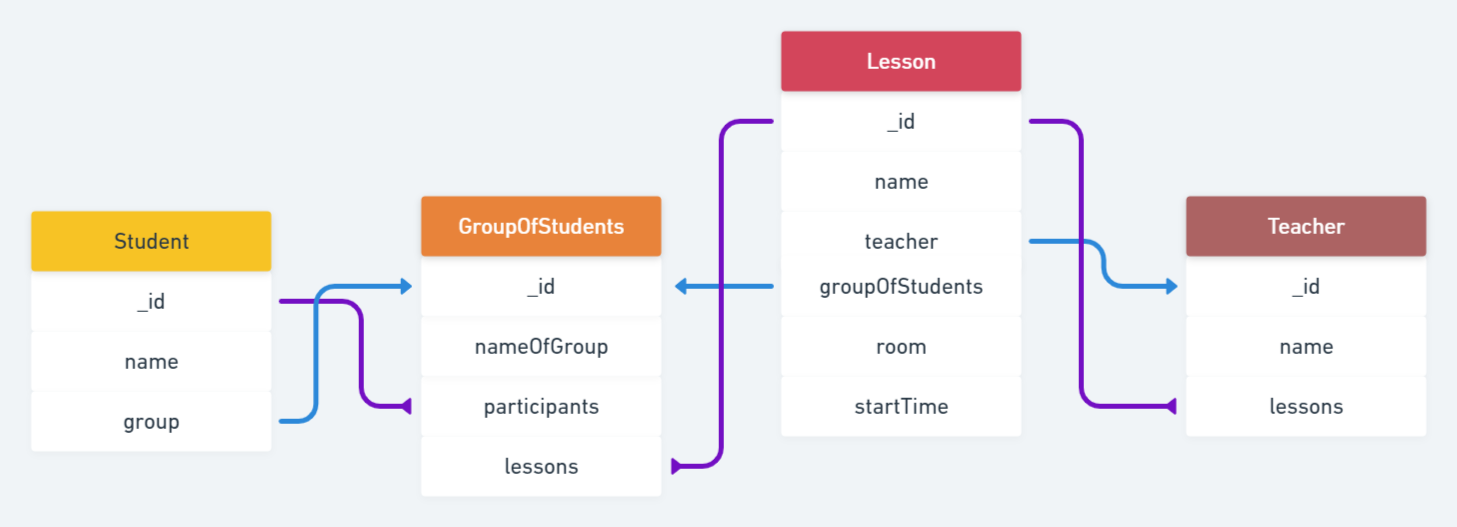 Student
_id
name
group
GroupOfStudents
_id
nameOfGroup
participants
lessons
Lesson
_id
name
teacher
groupOfStudents
room
startTime
Teacher
_id
name
lessons